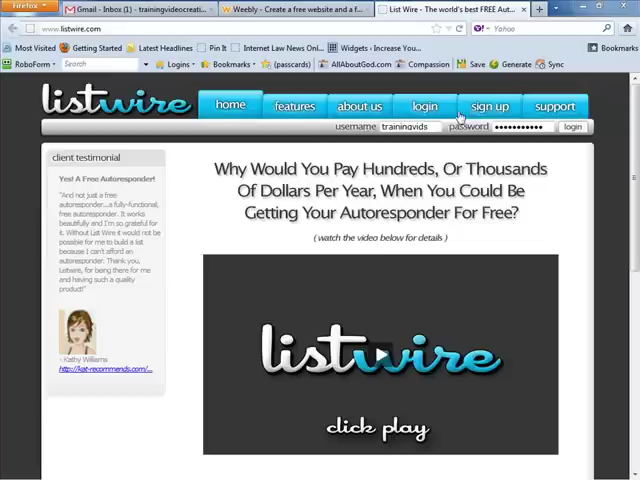 Firefox
Gmail - Inbox (1) - trainingvideocreati...
Weebly - Create a free website and a f...
List Wire - The world's best FREE Aut...
www.listwire.com
Yahoo
Most Visited
Getting Started
Latest Headlines
Pin It
Internet Law News Onl...
Widgets ‹ Increase You...
Bookmarks
RoboForm
Search
Logins
Bookmarks
(passcards)
AllAboutGod.com
Compassion
Save
Generate
Sync
listwire
home
features
about us
login
sign up
support
username trainingvids password ●●●●●●●●●●● login
client testimonial
Yes! A Free Autoresponder!
"And not just a free
autoresponder...a fully-functional,
free autoresponder. It works
beautifully and I'm so grateful for
it. Without List Wire it would not be
possible for me to build a list
because I can't afford an
autoresponder. Thank you,
Listwire, for being there for me
and having such a quality
product!"
- Kathy Williams
http://kat-recommends.com/...
Why Would You Pay Hundreds, Or Thousands
Of Dollars Per Year, When You Could Be
Getting Your Autoresponder For Free?
( watch the video below for details )
listwire
click play